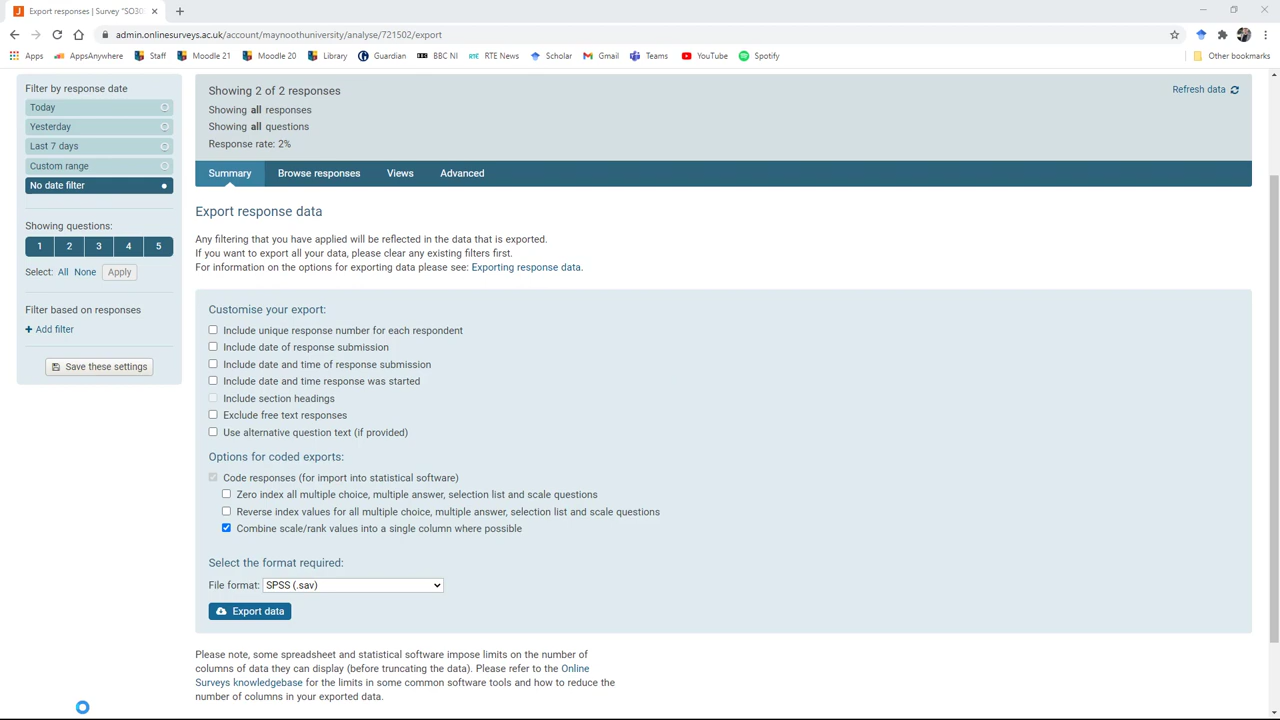 Export responses | Survey "SO30
admin.onlinesurveys.ac.uk/account/maynoothuniversity/analyse/721502/export
Apps AppsAnywhere Staff Moodle 21 Moodle 20 Library Guardian BBC NI RTE News Scholar Gmail Teams YouTube Spotify Other bookmarks
Filter by response date
Today
Yesterday
Last 7 days
Custom range
No date filter
Showing questions:
1 2 3 4 5
Select: All None Apply
Filter based on responses
+ Add filter
Save these settings
Showing 2 of 2 responses
Refresh data
Showing all responses
Showing all questions
Response rate: 2%
Summary Browse responses Views Advanced
Export response data
Any filtering that you have applied will be reflected in the data that is exported.
If you want to export all your data, please clear any existing filters first.
For information on the options for exporting data please see: Exporting response data.
Customise your export:
Include unique response number for each respondent
Include date of response submission
Include date and time of response submission
Include date and time response was started
Include section headings
Exclude free text responses
Use alternative question text (if provided)
Options for coded exports:
Code responses (for import into statistical software)
Zero index all multiple choice, multiple answer, selection list and scale questions
Reverse index values for all multiple choice, multiple answer, selection list and scale questions
Combine scale/rank values into a single column where possible
Select the format required:
File format: SPSS (.sav)
Export data
Please note, some spreadsheet and statistical software impose limits on the number of
columns of data they can display (before truncating the data). Please refer to the Online
Surveys knowledgebase for the limits in some common software tools and how to reduce the
number of columns in your exported data.